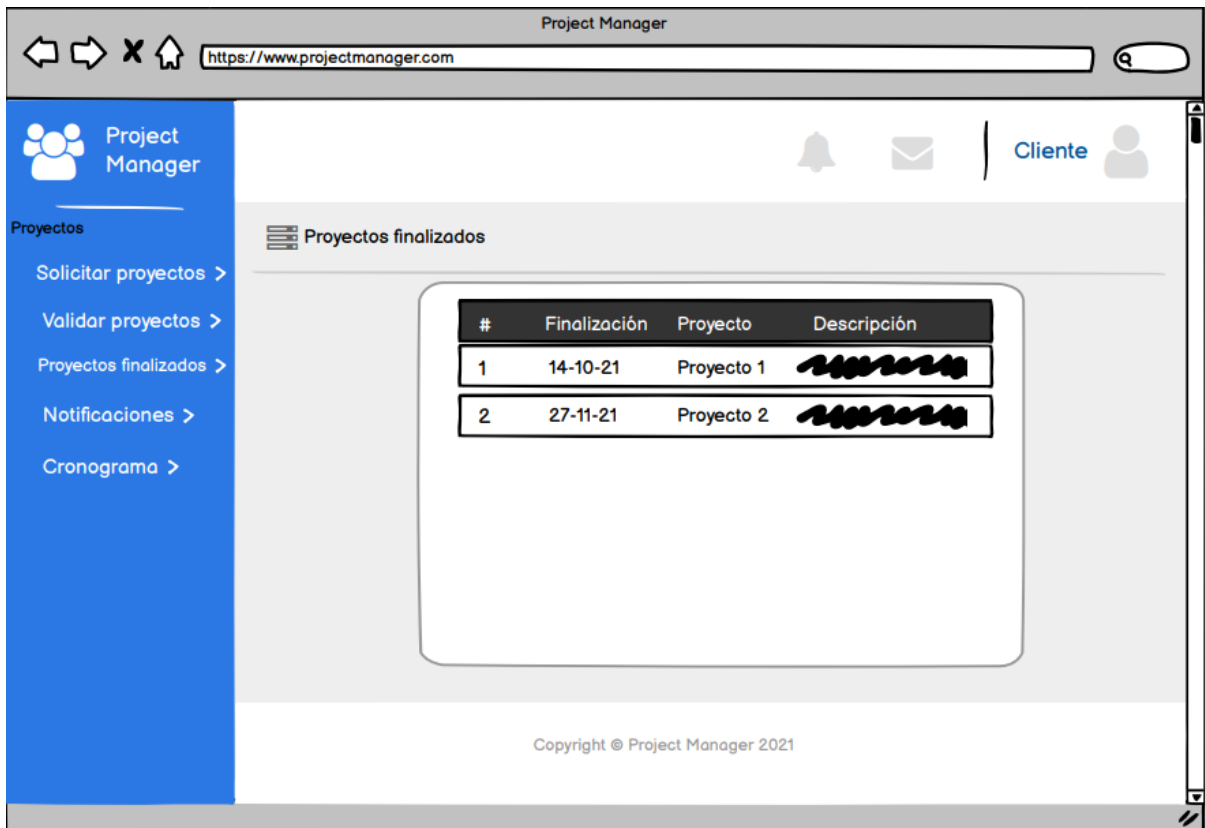 Project Manager
https://www.projectmanager.com
Project
Manager
Cliente
Proyectos
Solicitar proyectos >
Validar proyectos >
Proyectos finalizados >
Notificaciones >
Cronograma >
Proyectos finalizados
# Finalización Proyecto Descripción
1 14-10-21 Proyecto 1
2 27-11-21 Proyecto 2
Copyright © Project Manager 2021